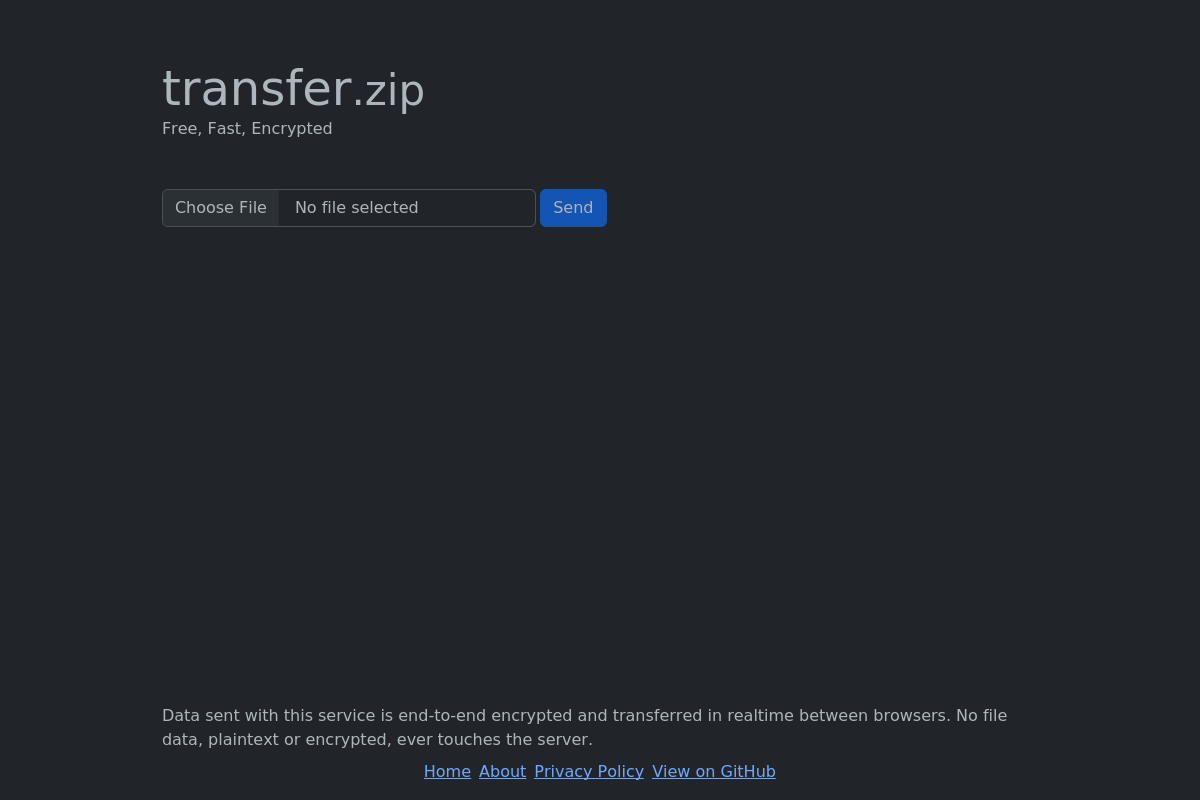 transfer.zip
Free, Fast, Encrypted
Choose File No file selected Send
Data sent with this service is end-to-end encrypted and transferred in realtime between browsers. No file
data, plaintext or encrypted, ever touches the server.
Home About Privacy Policy View on GitHub